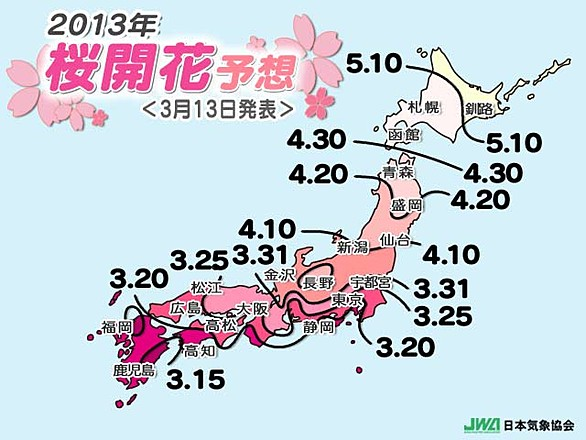 2013年
桜開花予想
<3月13日発表>
5.10
札幌
釧路
函館
5.10
4.30
4.30
青森
4.20
盛岡
4.20
4.10
仙台
新潟
4.10
3.31
3.25
金沢
3.20
松江
長野
宇都宮
3.31
広島
大阪
東京
3.25
福岡
高松
静岡
3.20
高知
鹿児島
3.15
JWA 日本気象協会